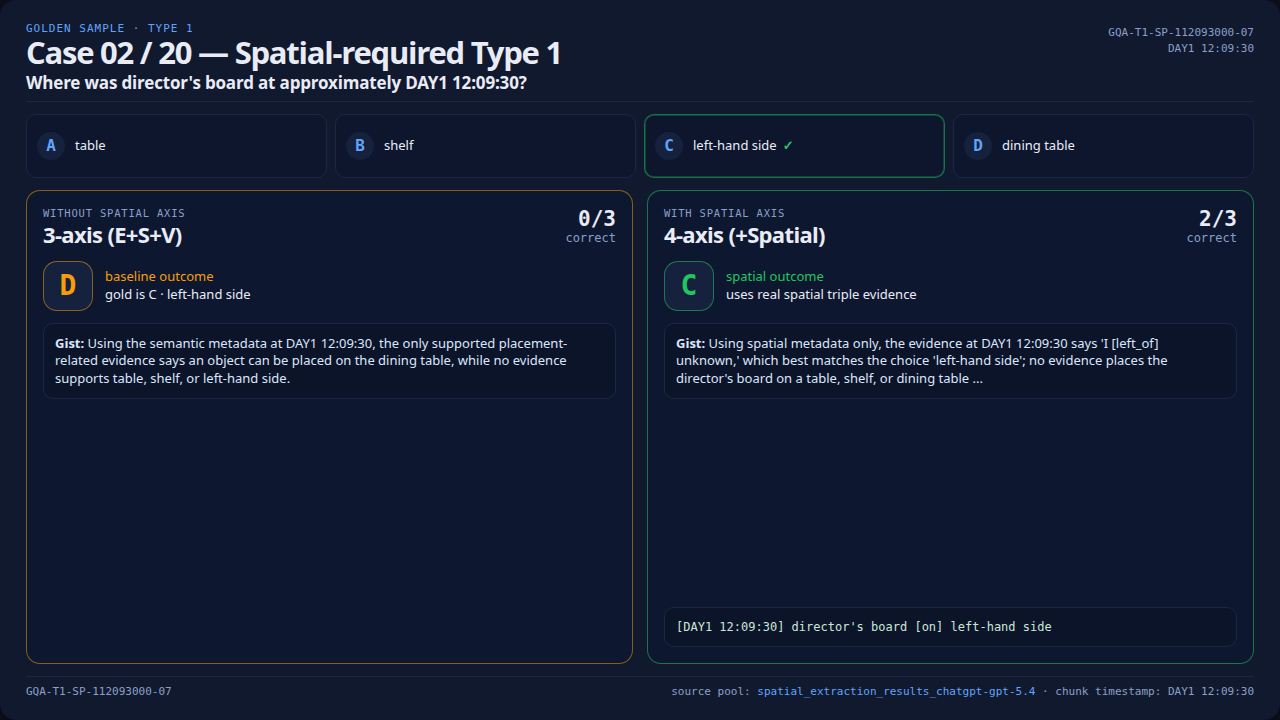 GOLDEN SAMPLE · TYPE 1
Case 02 / 20 — Spatial-required Type 1
Where was director's board at approximately DAY1 12:09:30?
GQA-T1-SP-112093000-07
DAY1 12:09:30
A table
B shelf
C left-hand side ✓
D dining table
WITHOUT SPATIAL AXIS
3-axis (E+S+V)
0/3
correct
D
baseline outcome
gold is C · left-hand side
Gist: Using the semantic metadata at DAY1 12:09:30, the only supported placement-
related evidence says an object can be placed on the dining table, while no evidence
supports table, shelf, or left-hand side.
WITH SPATIAL AXIS
4-axis (+Spatial)
2/3
correct
C
spatial outcome
uses real spatial triple evidence
Gist: Using spatial metadata only, the evidence at DAY1 12:09:30 says 'I [left_of]
unknown,' which best matches the choice 'left-hand side'; no evidence places the
director's board on a table, shelf, or dining table ...
[DAY1 12:09:30] director's board [on] left-hand side
GQA-T1-SP-112093000-07
source pool: spatial_extraction_results_chatgpt-gpt-5.4 · chunk timestamp: DAY1 12:09:30